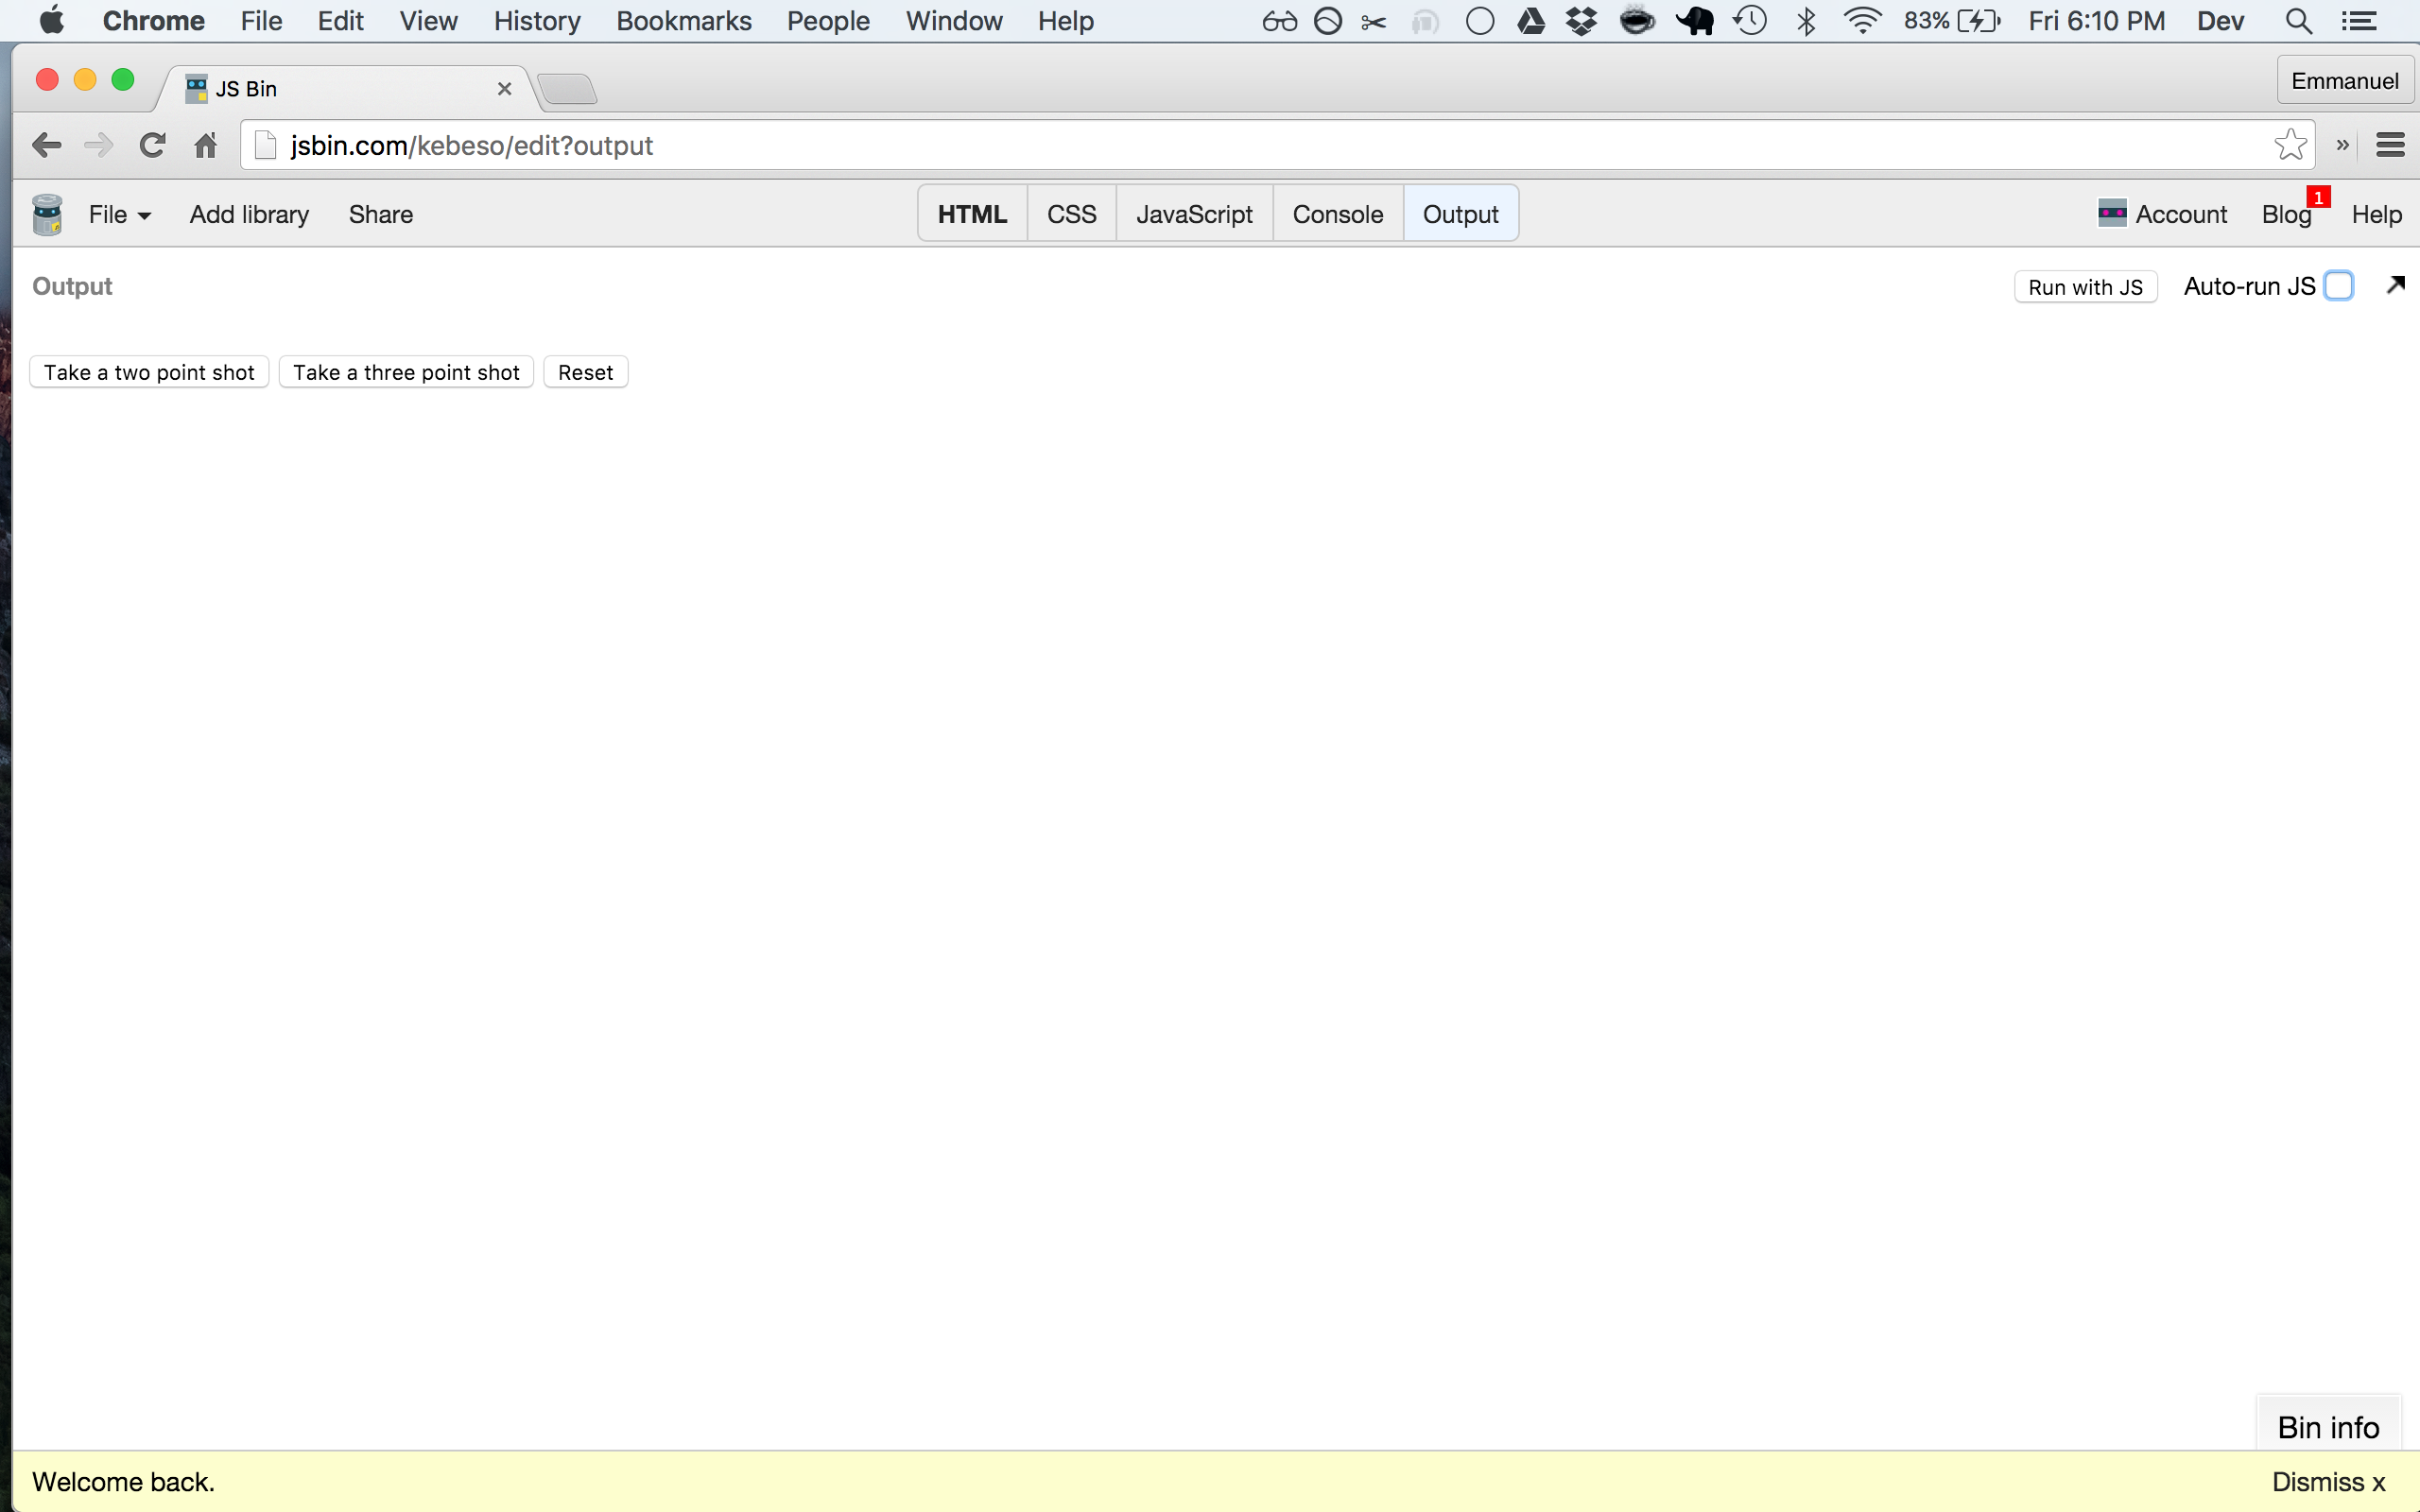 Chrome File Edit View History Bookmarks People Window Help 83% Fri 6:10 PM Dev
JS Bin Emmanuel
jsbin.com/kebeso/edit?output »
File Add library Share HTML CSS JavaScript Console Output Account Blog 1 Help
Output Run with JS Auto-run JS
Take a two point shot Take a three point shot Reset
Bin info
Welcome back. Dismiss x